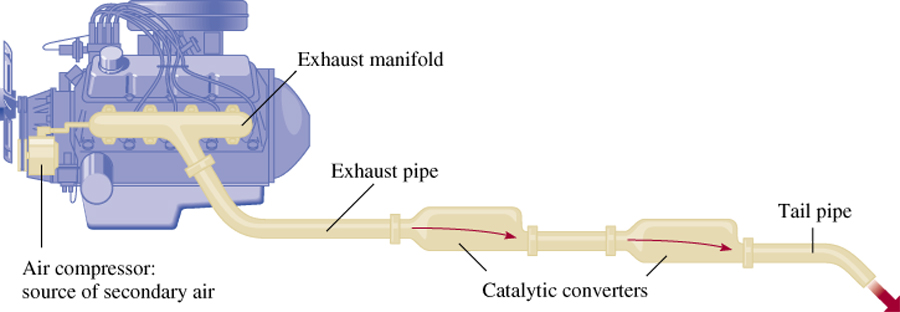 Exhaust manifold
Exhaust pipe
Tail pipe
Air compressor:
source of secondary air
Catalytic converters